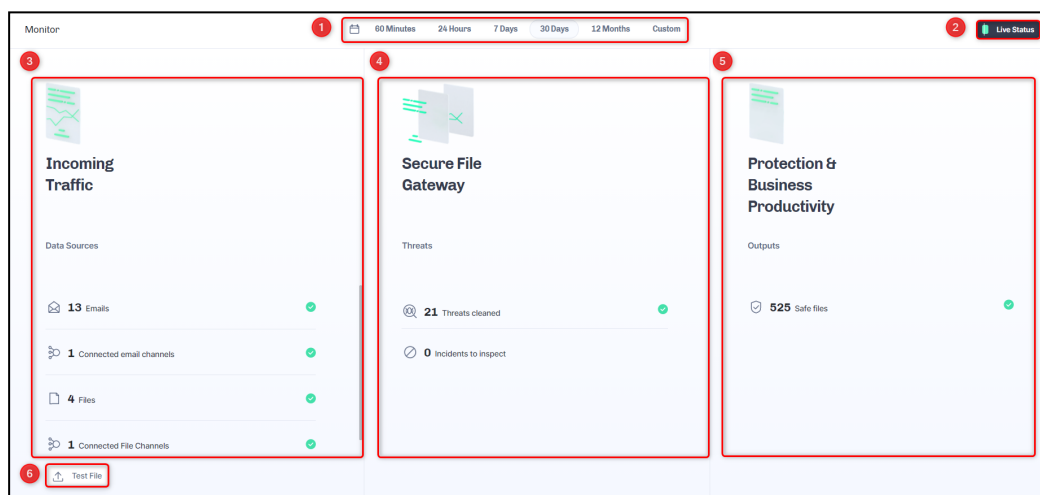 Monitor
1
60 Minutes 24 Hours 7 Days 30 Days 12 Months Custom
2
Live Status
3
4
5
Incoming
Traffic
Secure File
Gateway
Protection &
Business
Productivity
Data Sources
Threats
Outputs
13 Emails
21 Threats cleaned
525 Safe files
1 Connected email channels
0 Incidents to inspect
4 Files
1 Connected File Channels
6
Test File